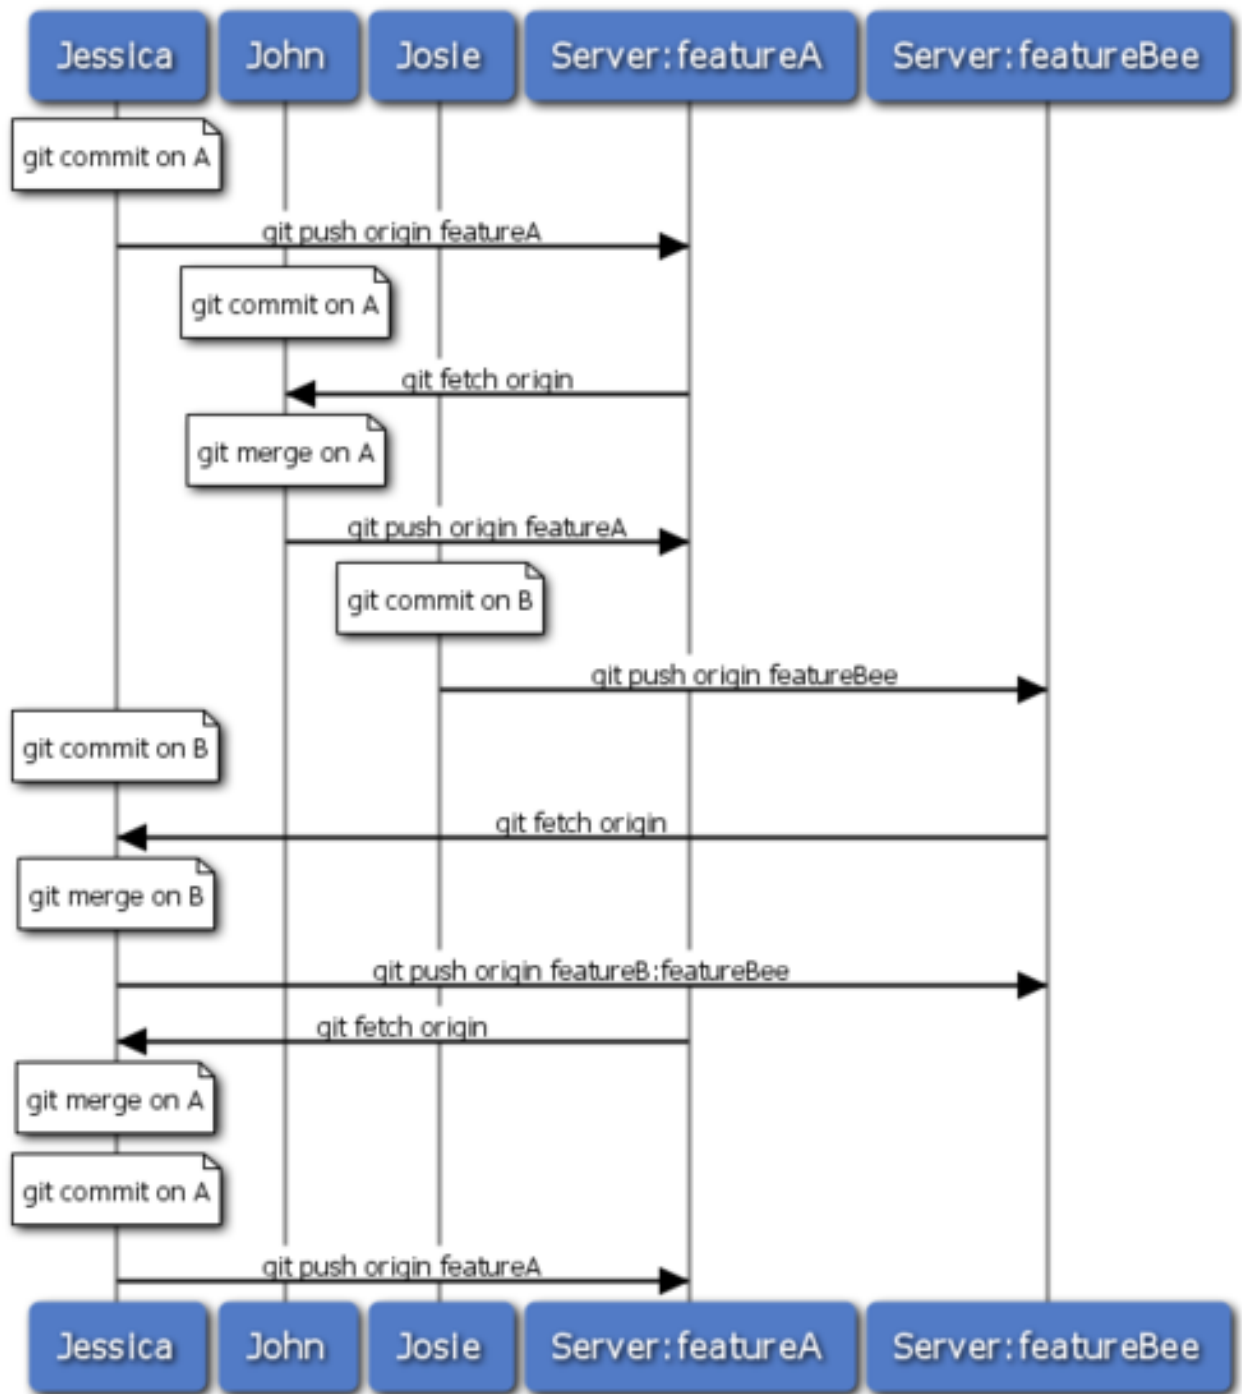 Jessica John Josie Server:featureA Server:featureBee
git commit on A
git push origin featureA
git commit on A
git fetch origin
git merge on A
git push origin featureA
git commit on B
git push origin featureBee
git commit on B
git fetch origin
git merge on B
git push origin featureB:featureBee
git fetch origin
git merge on A
git commit on A
git push origin featureA
Jessica John Josie Server:featureA Server:featureBee